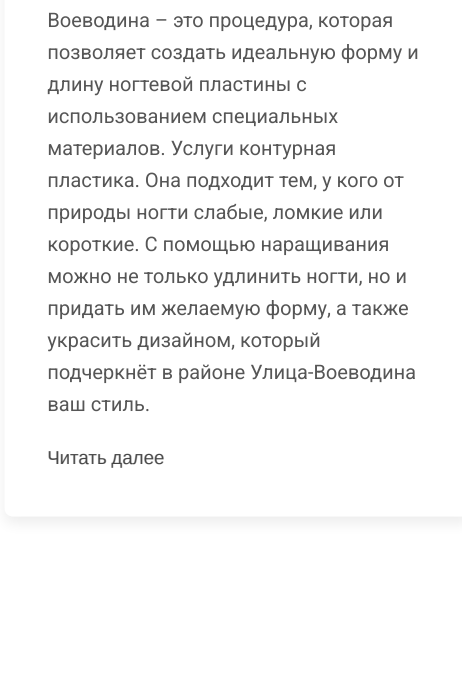 Воеводина – это процедура, которая
позволяет создать идеальную форму и
длину ногтевой пластины с
использованием специальных
материалов. Услуги контурная
пластика. Она подходит тем, у кого от
природы ногти слабые, ломкие или
короткие. С помощью наращивания
можно не только удлинить ногти, но и
придать им желаемую форму, а также
украсить дизайном, который
подчеркнёт в районе Улица-Воеводина
ваш стиль.
Читать далее